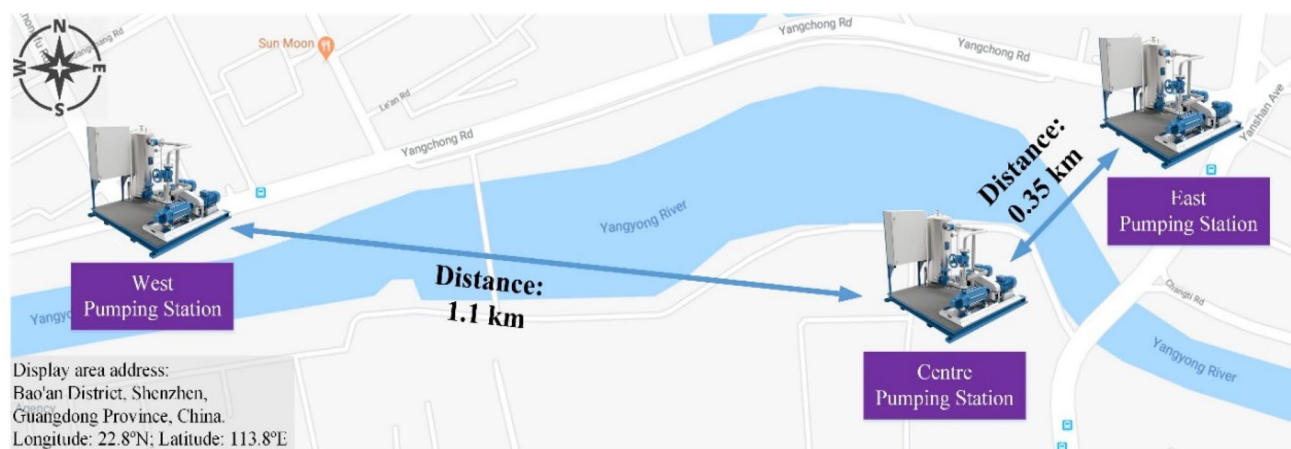 N
W
E
S
Sun Moon
Le'an Rd
Yangchong Rd
Yangchong Rd
Yangchong Rd
Yanshan Ave
Distance:
0.35 km
East
Pumping Station
Yangyong River
West
Pumping Station
Distance:
1.1 km
Changti Rd
Centre
Pumping Station
Yangyong River
Display area address:
Bao'an District, Shenzhen,
Guangdong Province, China.
Longitude: 22.8ºN; Latitude: 113.8ºE
Agency